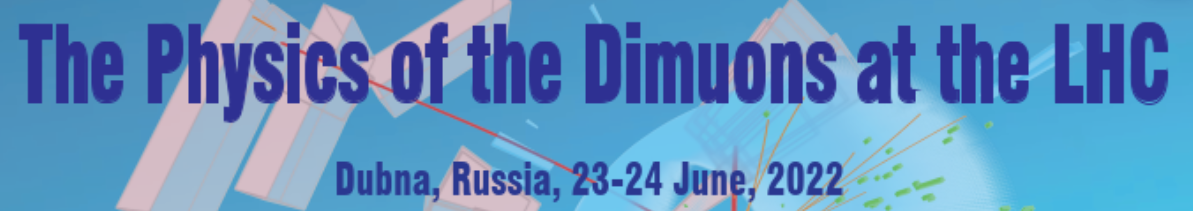 The Physics of the Dimuons at the LHC
Dubna, Russia, 23-24 June, 2022